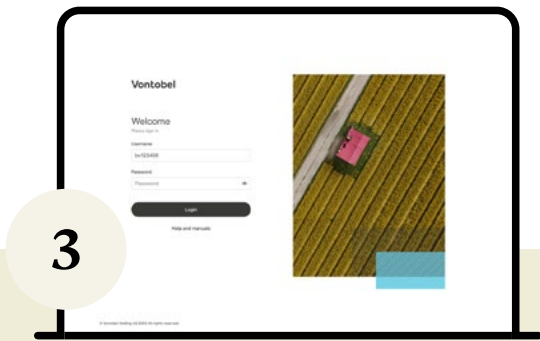 Vontobel
Welcome
Please sign in
Username
bv123456
Password
Password
Login
Help and manuals
3